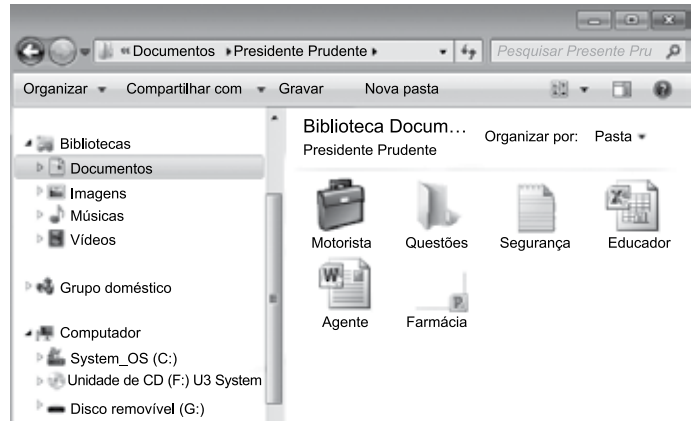 « Documentos ▸ Presidente Prudente ▸
Pesquisar Presente Pru
Organizar Compartilhar com Gravar Nova pasta
Bibliotecas
Documentos
Imagens
Músicas
Vídeos
Grupo doméstico
Computador
System_OS (C:)
Unidade de CD (F:) U3 System
Disco removível (G:)
Biblioteca Docum...
Presidente Prudente
Organizar por: Pasta
Motorista Questões Segurança Educador
Agente Farmácia